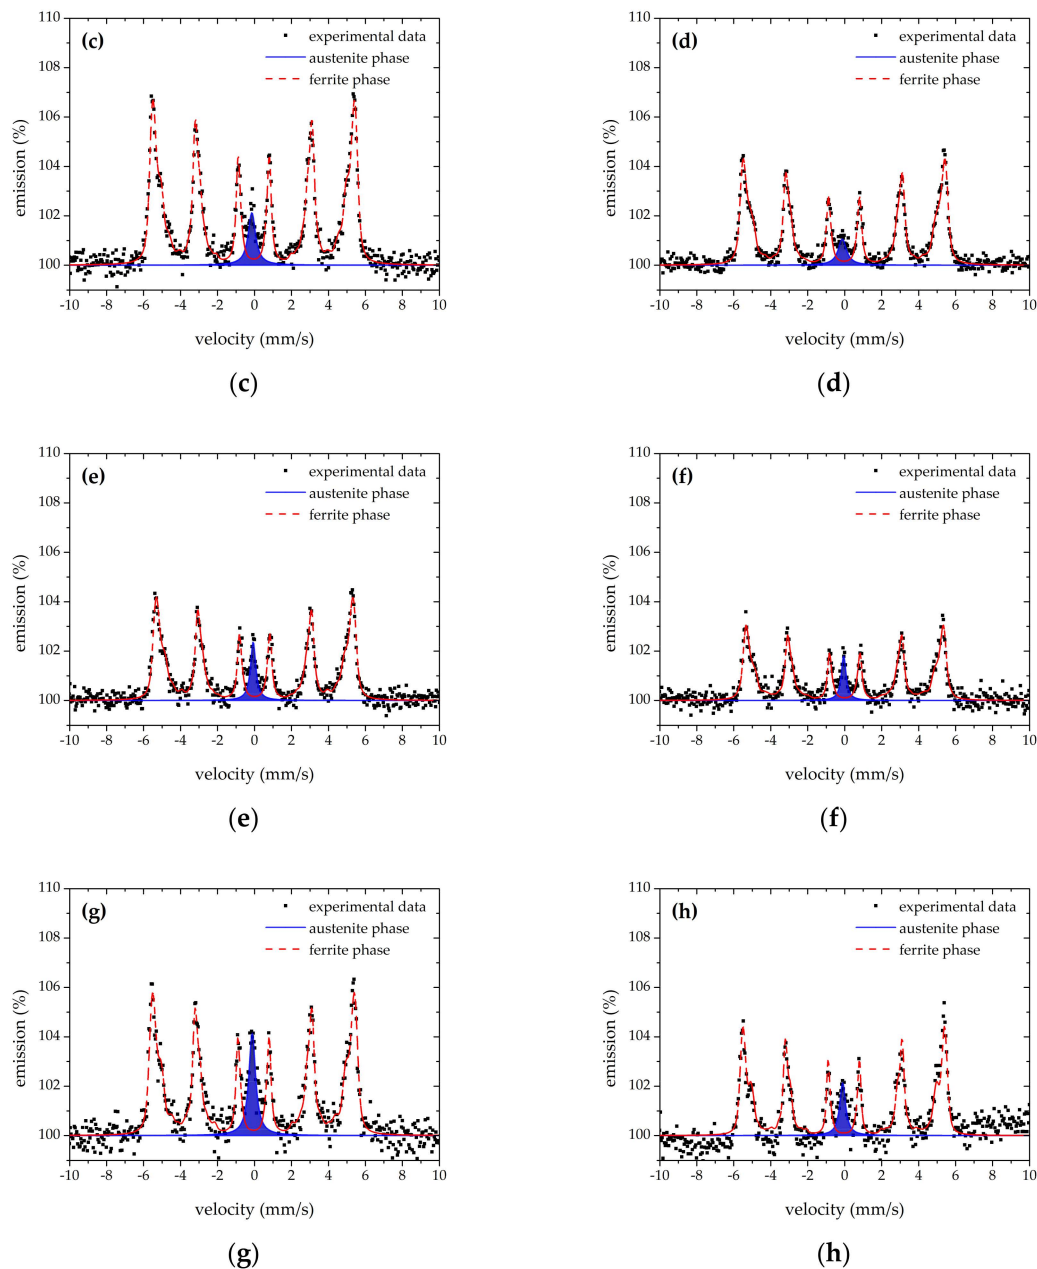 (c)
experimental data
austenite phase
ferrite phase
emission (%)
110
108
106
104
102
100
-10 -8 -6 -4 -2 0 2 4 6 8 10
velocity (mm/s)
(c)
(d)
experimental data
austenite phase
ferrite phase
emission (%)
110
108
106
104
102
100
-10 -8 -6 -4 -2 0 2 4 6 8 10
velocity (mm/s)
(d)
(e)
experimental data
austenite phase
ferrite phase
emission (%)
110
108
106
104
102
100
-10 -8 -6 -4 -2 0 2 4 6 8 10
velocity (mm/s)
(e)
(f)
experimental data
austenite phase
ferrite phase
emission (%)
110
108
106
104
102
100
-10 -8 -6 -4 -2 0 2 4 6 8 10
velocity (mm/s)
(f)
(g)
experimental data
austenite phase
ferrite phase
emission (%)
110
108
106
104
102
100
-10 -8 -6 -4 -2 0 2 4 6 8 10
velocity (mm/s)
(g)
(h)
experimental data
austenite phase
ferrite phase
emission (%)
110
108
106
104
102
100
-10 -8 -6 -4 -2 0 2 4 6 8 10
velocity (mm/s)
(h)